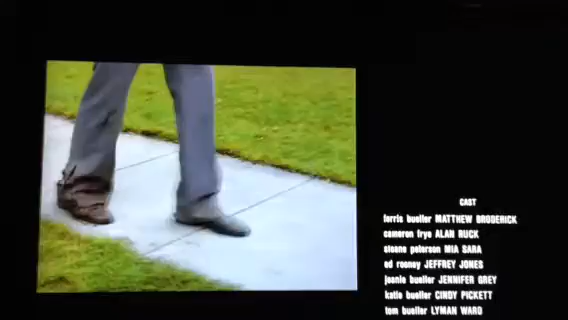 CAST
ferris bueller MATTHEW BRODERICK
cameron frye ALAN RUCK
sloane peterson MIA SARA
ed rooney JEFFREY JONES
jeanie bueller JENNIFER GREY
katie bueller CINDY PICKETT
tom bueller LYMAN WARD